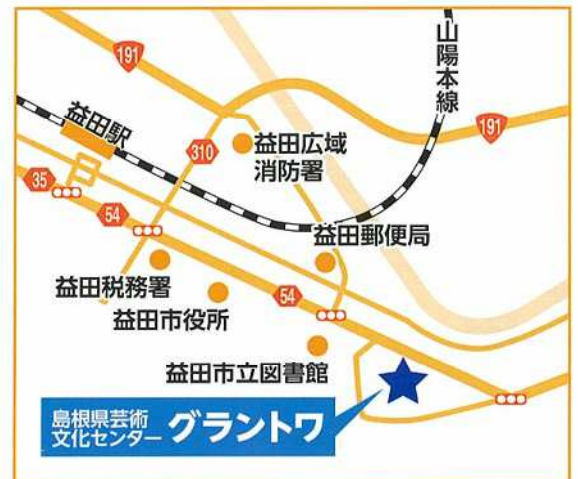 191
山陽本線
益田駅
191
310
益田広域
消防署
35
54
益田郵便局
益田税務署
54
益田市役所
益田市立図書館
島根県芸術
文化センター グラントワ